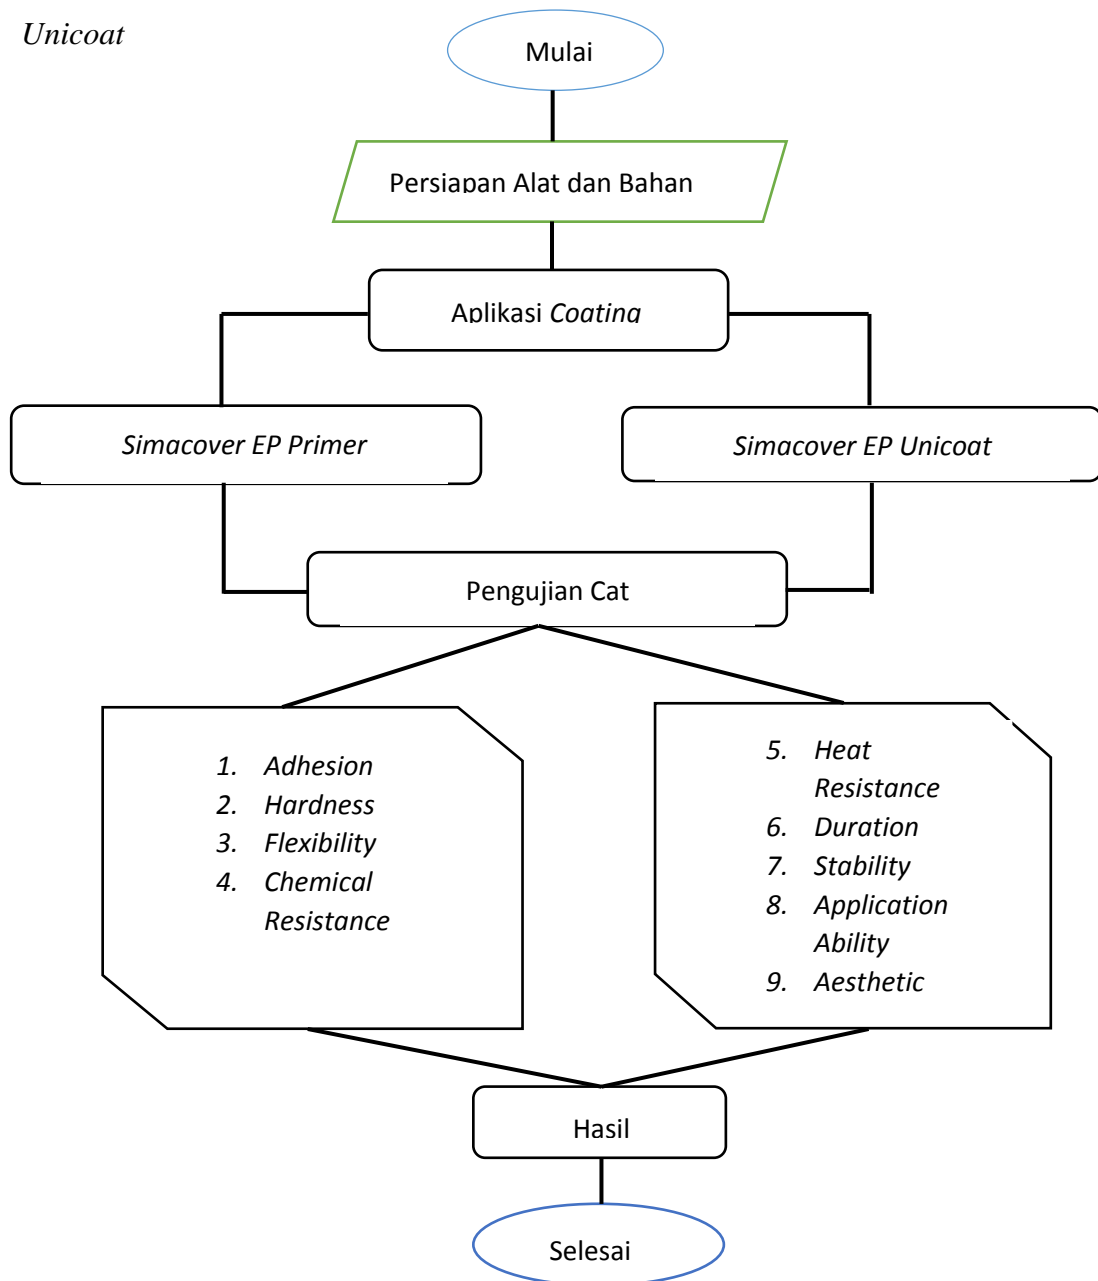 Unicoat
Mulai
Persiapan Alat dan Bahan
Aplikasi Coating
Simacover EP Primer
Simacover EP Unicoat
Pengujian Cat
1. Adhesion
2. Hardness
3. Flexibility
4. Chemical
Resistance
5. Heat
Resistance
6. Duration
7. Stability
8. Application
Ability
9. Aesthetic
Hasil
Selesai